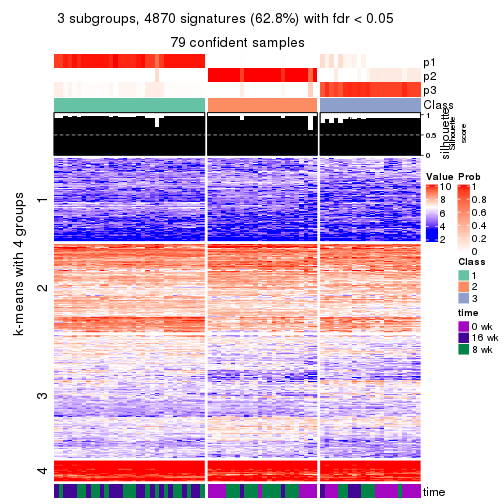 3 subgroups, 4870 signatures (62.8%) with fdr < 0.05
79 confident samples
p1
p2
p3
Class
1
0.5
0
silhouette
Silhouette
score
k-means with 4 groups
1
2
3
4
time
Value
10
8
6
4
2
Prob
1
0.8
0.6
0.4
0.2
0
Class
1
2
3
time
0 wk
16 wk
8 wk